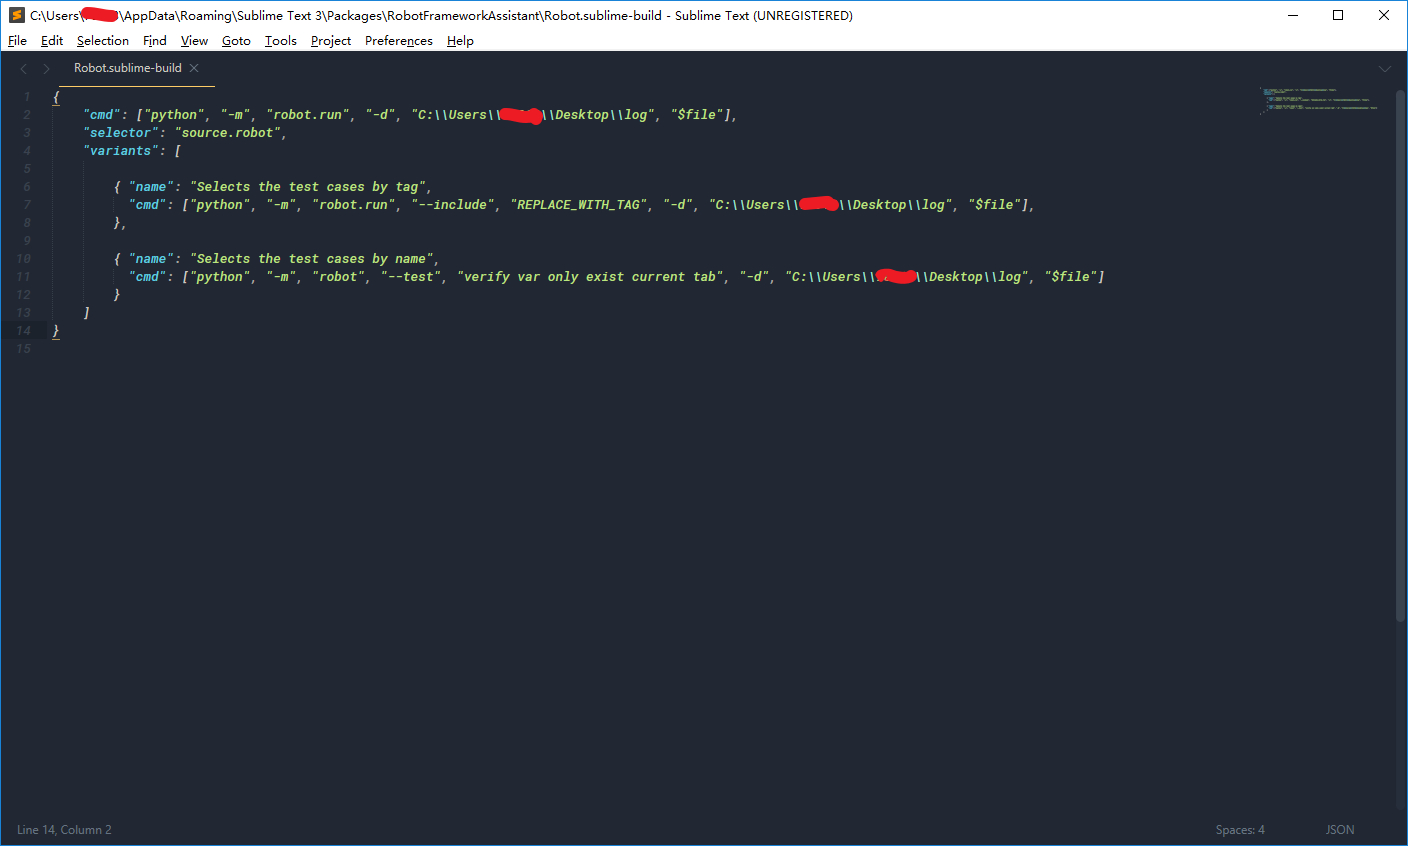 C:\Users\ \AppData\Roaming\Sublime Text 3\Packages\RobotFrameworkAssistant\Robot.sublime-build - Sublime Text (UNREGISTERED)
File Edit Selection Find View Goto Tools Project Preferences Help
Robot.sublime-build
1 {
2 "cmd": ["python", "-m", "robot.run", "-d", "C:\\Users\\ \\Desktop\\log", "$file"],
3 "selector": "source.robot",
4 "variants": [
5
6 { "name": "Selects the test cases by tag",
7 "cmd": ["python", "-m", "robot.run", "--include", "REPLACE_WITH_TAG", "-d", "C:\\Users\\ \\Desktop\\log", "$file"],
8 },
9
10 { "name": "Selects the test cases by name",
11 "cmd": ["python", "-m", "robot", "--test", "verify var only exist current tab", "-d", "C:\\Users\\ \\Desktop\\log", "$file"]
12 }
13 ]
14 }
15
Line 14, Column 2 Spaces: 4 JSON